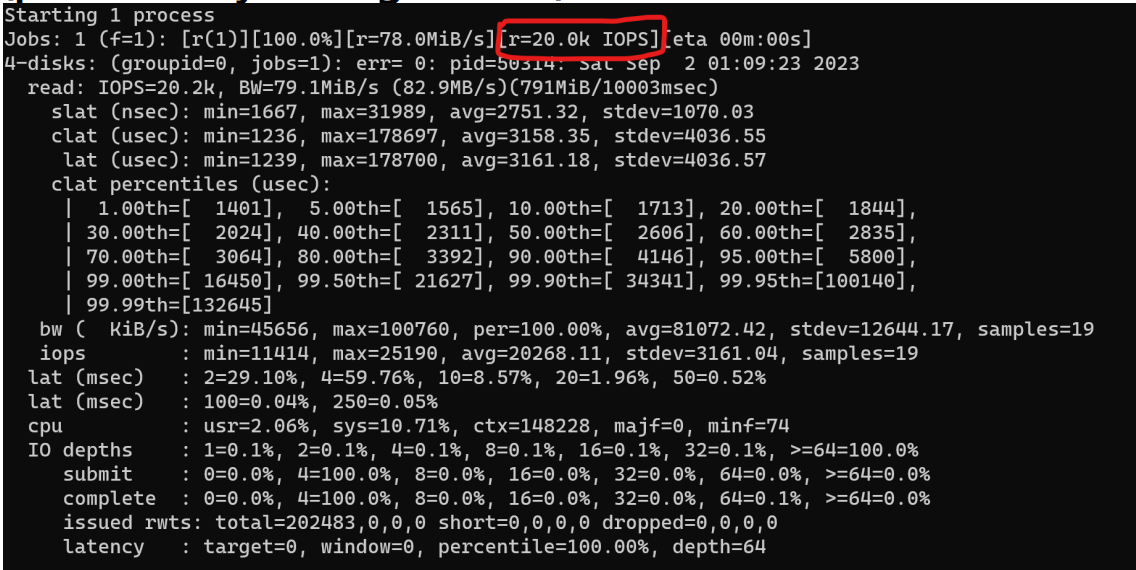 Starting 1 process
Jobs: 1 (f=1): [r(1)][100.0%][r=78.0MiB/s][r=20.0k IOPS][eta 00m:00s]
4-disks: (groupid=0, jobs=1): err= 0: pid=50314: Sat Sep  2 01:09:23 2023
  read: IOPS=20.2k, BW=79.1MiB/s (82.9MB/s)(791MiB/10003msec)
    slat (nsec): min=1667, max=31989, avg=2751.32, stdev=1070.03
    clat (usec): min=1236, max=178697, avg=3158.35, stdev=4036.55
     lat (usec): min=1239, max=178700, avg=3161.18, stdev=4036.57
    clat percentiles (usec):
     |  1.00th=[  1401],  5.00th=[  1565], 10.00th=[  1713], 20.00th=[  1844],
     | 30.00th=[  2024], 40.00th=[  2311], 50.00th=[  2606], 60.00th=[  2835],
     | 70.00th=[  3064], 80.00th=[  3392], 90.00th=[  4146], 95.00th=[  5800],
     | 99.00th=[ 16450], 99.50th=[ 21627], 99.90th=[ 34341], 99.95th=[100140],
     | 99.99th=[132645]
   bw (  KiB/s): min=45656, max=100760, per=100.00%, avg=81072.42, stdev=12644.17, samples=19
   iops        : min=11414, max=25190, avg=20268.11, stdev=3161.04, samples=19
  lat (msec)   : 2=29.10%, 4=59.76%, 10=8.57%, 20=1.96%, 50=0.52%
  lat (msec)   : 100=0.04%, 250=0.05%
  cpu          : usr=2.06%, sys=10.71%, ctx=148228, majf=0, minf=74
  IO depths    : 1=0.1%, 2=0.1%, 4=0.1%, 8=0.1%, 16=0.1%, 32=0.1%, >=64=100.0%
     submit    : 0=0.0%, 4=100.0%, 8=0.0%, 16=0.0%, 32=0.0%, 64=0.0%, >=64=0.0%
     complete  : 0=0.0%, 4=100.0%, 8=0.0%, 16=0.0%, 32=0.0%, 64=0.1%, >=64=0.0%
     issued rwts: total=202483,0,0,0 short=0,0,0,0 dropped=0,0,0,0
     latency   : target=0, window=0, percentile=100.00%, depth=64